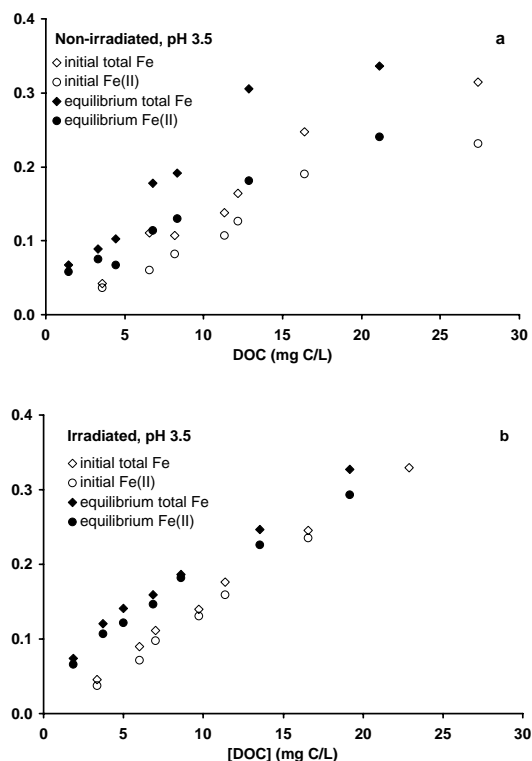 0.4
Non-irradiated, pH 3.5
a
initial total Fe
initial Fe(II)
0.3
equilibrium total Fe
equilibrium Fe(II)
0.2
0.1
0.0
0 5 10 15 20 25 30
DOC (mg C/L)
0.4
Irradiated, pH 3.5
b
initial total Fe
initial Fe(II)
0.3
equilibrium total Fe
equilibrium Fe(II)
0.2
0.1
0.0
0 5 10 15 20 25 30
[DOC] (mg C/L)